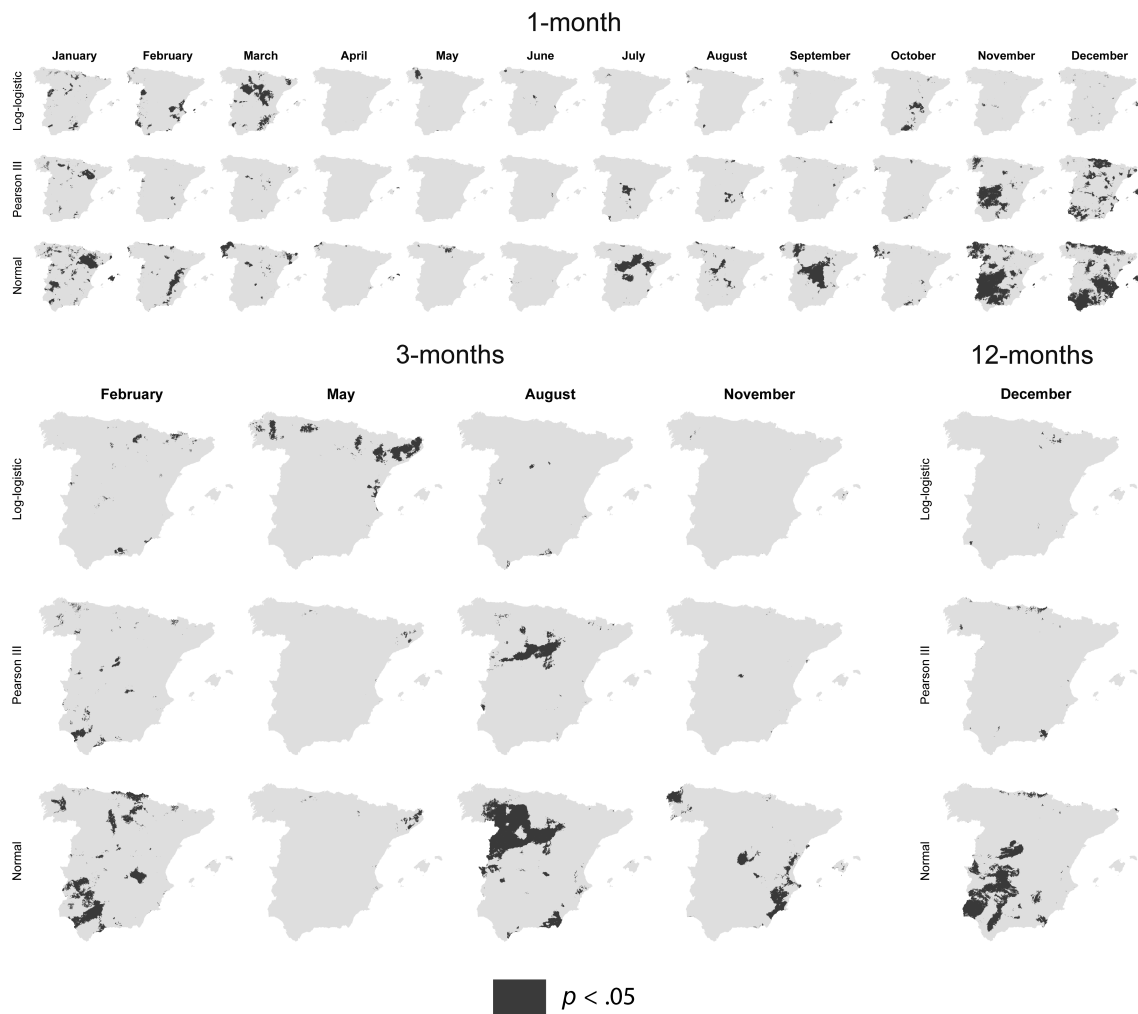 1-month
January February March April May June July August September October November December
Log-logistic
Pearson III
Normal
3-months 12-months
February May August November December
Log-logistic Log-logistic
Pearson III Pearson III
Normal Normal
p < .05